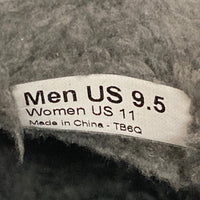 Men US 9.5
Women US 11
Made in China - TB6Q